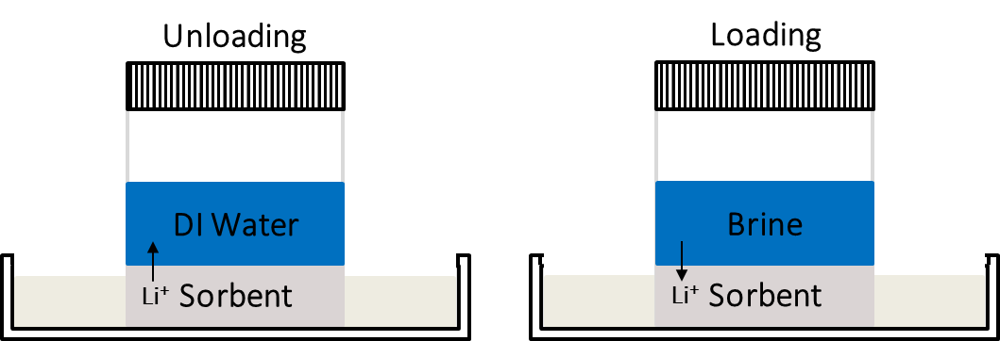 Unloading
DI Water
Li⁺ Sorbent
Loading
Brine
Li⁺ Sorbent